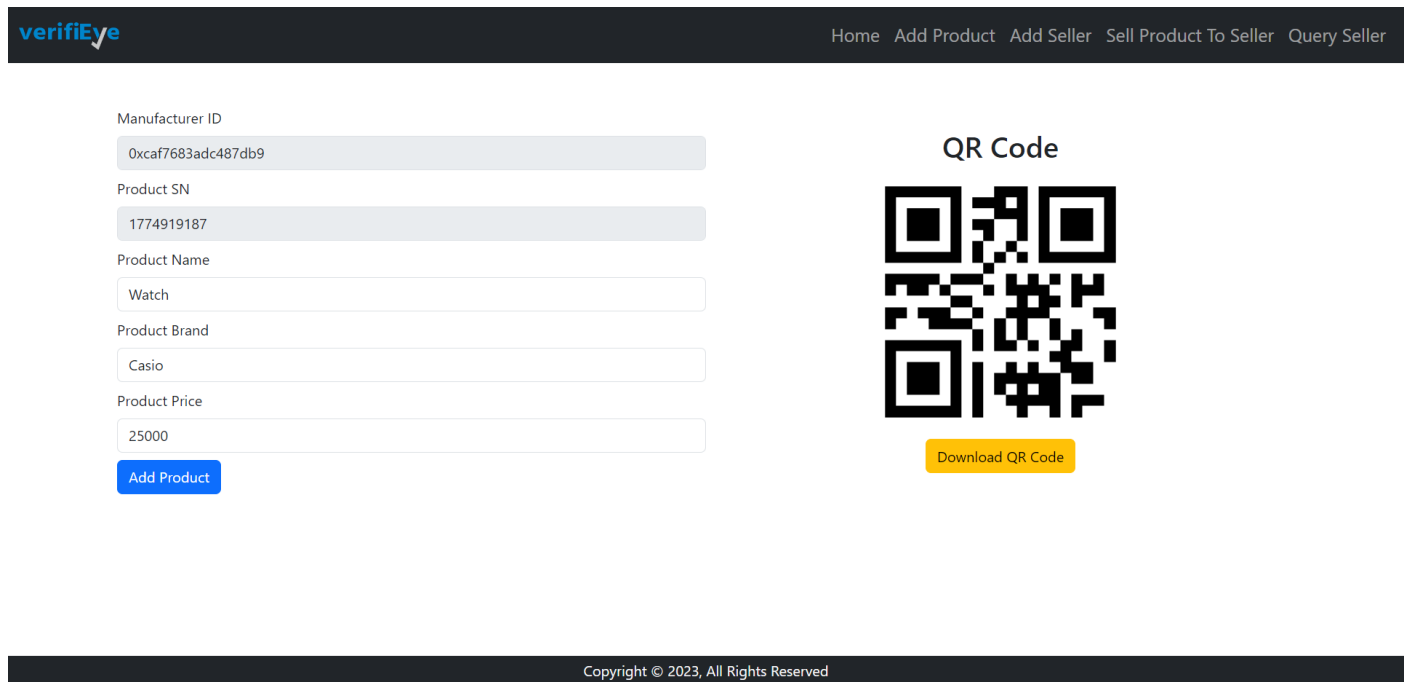 verifiEye
Home Add Product Add Seller Sell Product To Seller Query Seller
Manufacturer ID
0xcaf7683adc487db9
Product SN
1774919187
Product Name
Watch
Product Brand
Casio
Product Price
25000
Add Product
QR Code
Download QR Code
Copyright © 2023, All Rights Reserved